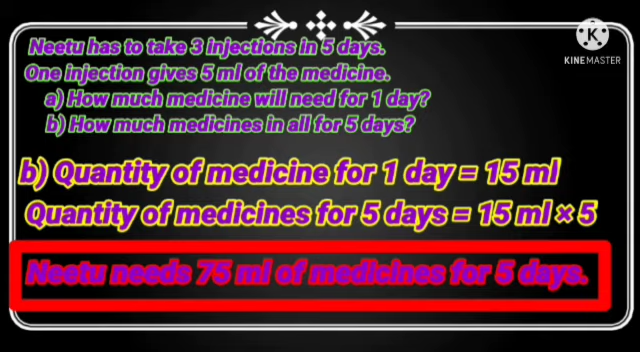 Neetu has to take 3 injections in 5 days.
One injection gives 5 ml of the medicine.
a) How much medicine will need for 1 day?
b) How much medicines in all for 5 days?
b) Quantity of medicine for 1 day = 15 ml
Quantity of medicines for 5 days = 15 ml × 5
Neetu needs 75 ml of medicines for 5 days.
K
KINEMASTER